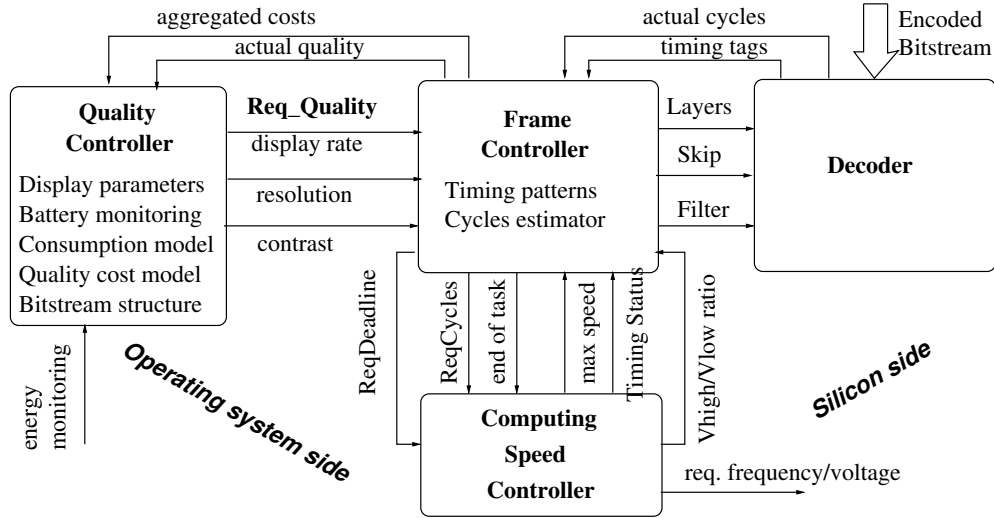 aggregated costs
actual quality
actual cycles
timing tags
Encoded
Bitstream
Quality
Controller
Display parameters
Battery monitoring
Consumption model
Quality cost model
Bitstream structure
Req_Quality
display rate
resolution
contrast
Frame
Controller
Timing patterns
Cycles estimator
Layers
Skip
Filter
Decoder
energy
monitoring
Operating system side
ReqDeadline
ReqCycles
end of task
max speed
Timing Status
Vhigh/Vlow ratio
Silicon side
Computing
Speed
Controller
req. frequency/voltage